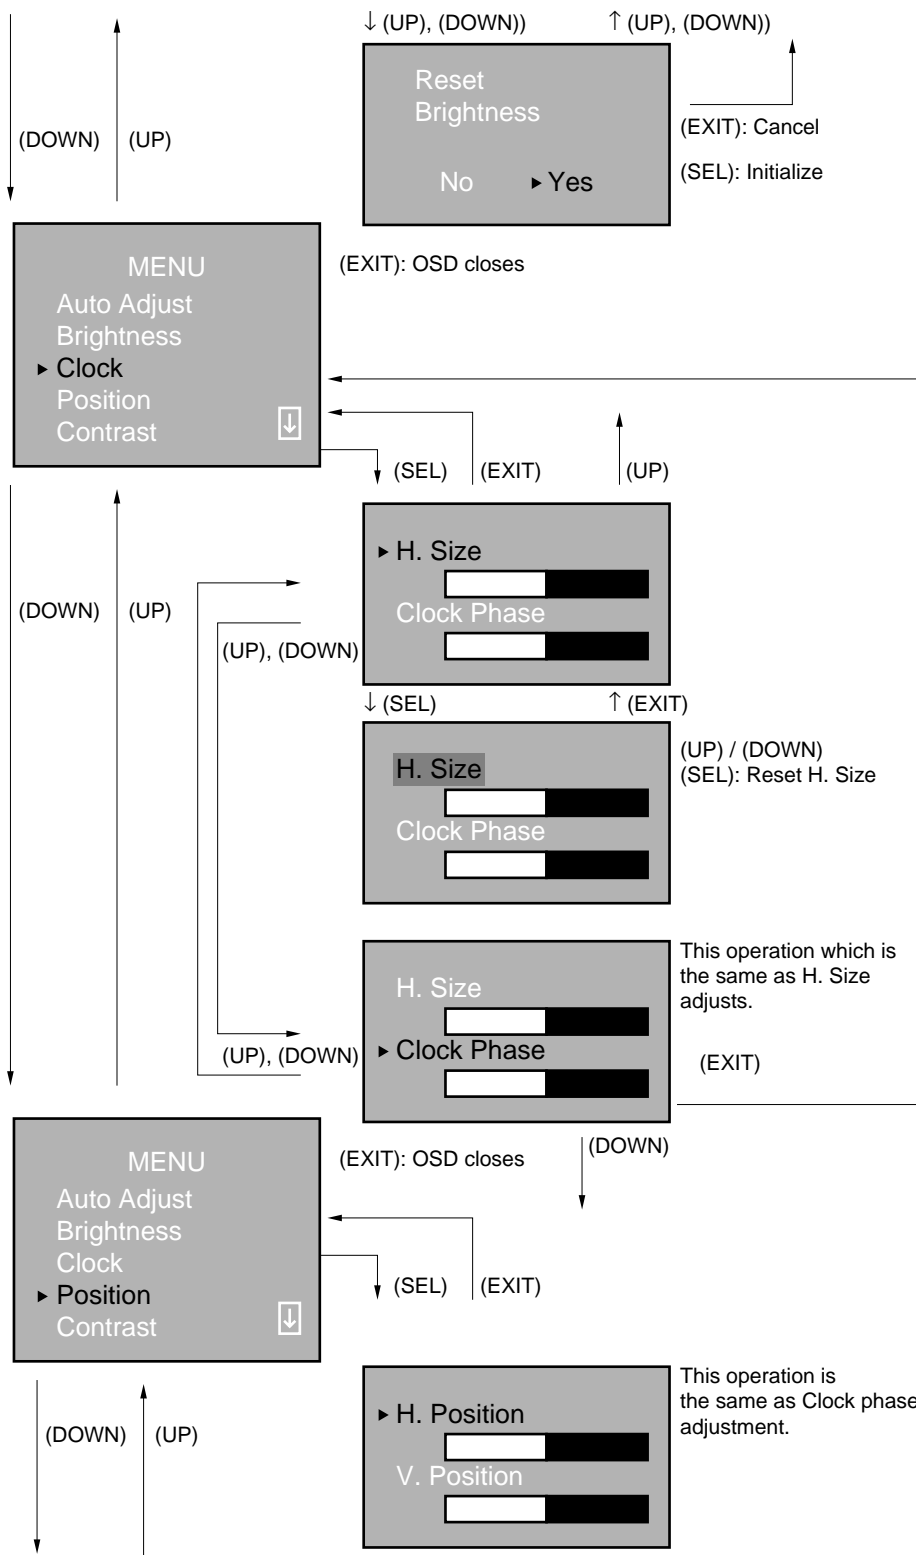 ↓ (UP), (DOWN)) ↑ (UP), (DOWN))
Reset
Brightness
No ▸ Yes
(EXIT): Cancel
(SEL): Initialize
(DOWN) (UP)
MENU
Auto Adjust
Brightness
▸ Clock
Position
Contrast ↓
(EXIT): OSD closes
(SEL) (EXIT) (UP)
▸ H. Size
Clock Phase
(DOWN) (UP)
(UP), (DOWN)
↓ (SEL) ↑ (EXIT)
H. Size
Clock Phase
(UP) / (DOWN)
(SEL): Reset H. Size
H. Size
▸ Clock Phase
This operation which is
the same as H. Size
adjusts.
(UP), (DOWN)
(EXIT)
(DOWN)
MENU
Auto Adjust
Brightness
Clock
▸ Position
Contrast ↓
(EXIT): OSD closes
(SEL) (EXIT)
▸ H. Position
V. Position
This operation is
the same as Clock phase
adjustment.
(DOWN) (UP)